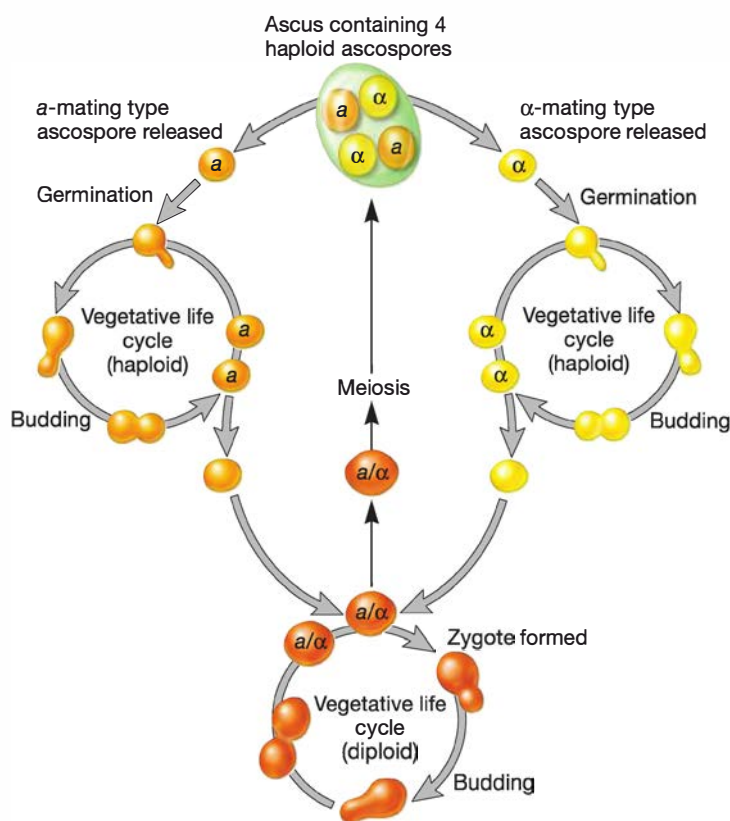 Ascus containing 4
haploid ascospores
a-mating type
ascospore released
α-mating type
ascospore released
a
α
α
a
a
α
Germination
Germination
Vegetative life
cycle
(haploid)
a
a
Budding
Vegetative life
cycle
(haploid)
α
α
Budding
Meiosis
a/α
a/α
a/α
Zygote formed
Vegetative life
cycle
(diploid)
Budding